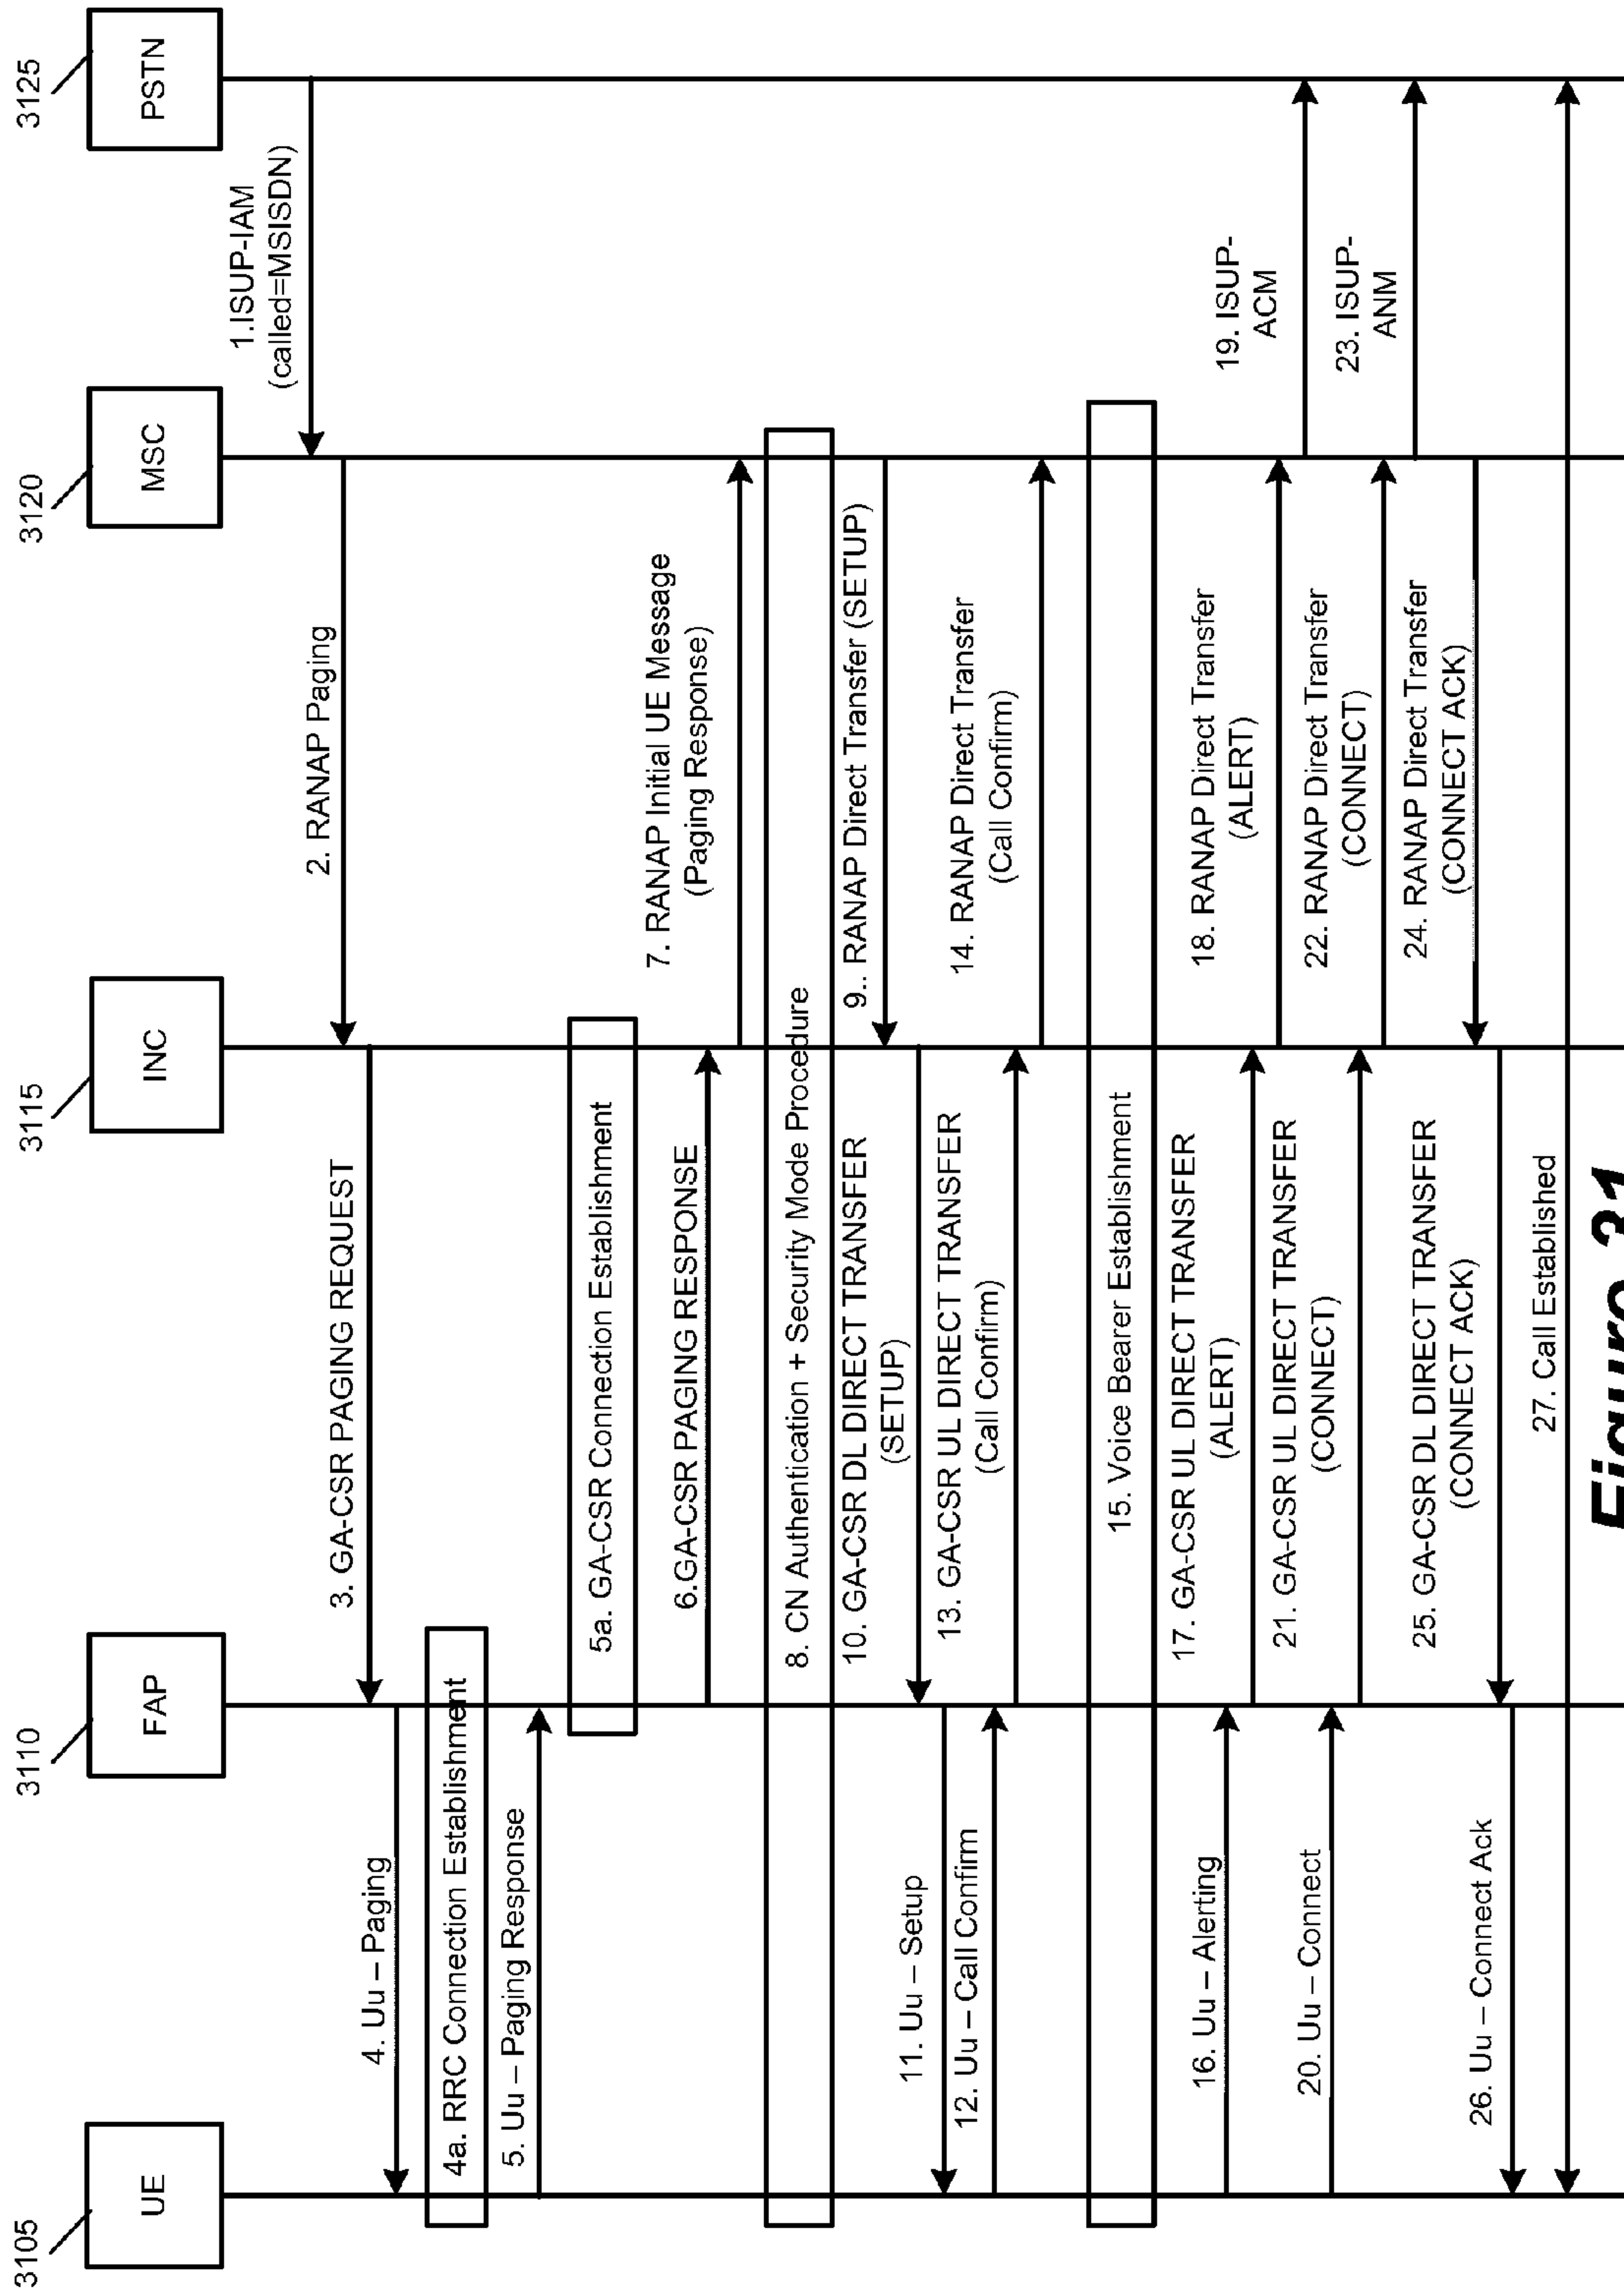 3105
UE
3110
FAP
3115
INC
3120
MSC
3125
PSTN
1.ISUP-IAM
(called=MSISDN)
2. RANAP Paging
3. GA-CSR PAGING REQUEST
4. Uu – Paging
4a. RRC Connection Establishment
5. Uu – Paging Response
5a. GA-CSR Connection Establishment
6.GA-CSR PAGING RESPONSE
7. RANAP Initial UE Message
(Paging Response)
8. CN Authentication + Security Mode Procedure
9.. RANAP Direct Transfer (SETUP)
10. GA-CSR DL DIRECT TRANSFER
(SETUP)
11. Uu – Setup
12. Uu – Call Confirm
13. GA-CSR UL DIRECT TRANSFER
(Call Confirm)
14. RANAP Direct Transfer
(Call Confirm)
15. Voice Bearer Establishment
16. Uu – Alerting
17. GA-CSR UL DIRECT TRANSFER
(ALERT)
18. RANAP Direct Transfer
(ALERT)
19. ISUP-
ACM
20. Uu – Connect
21. GA-CSR UL DIRECT TRANSFER
(CONNECT)
22. RANAP Direct Transfer
(CONNECT)
23. ISUP-
ANM
24. RANAP Direct Transfer
(CONNECT ACK)
25. GA-CSR DL DIRECT TRANSFER
(CONNECT ACK)
26. Uu – Connect Ack
27. Call Established
Figure 31